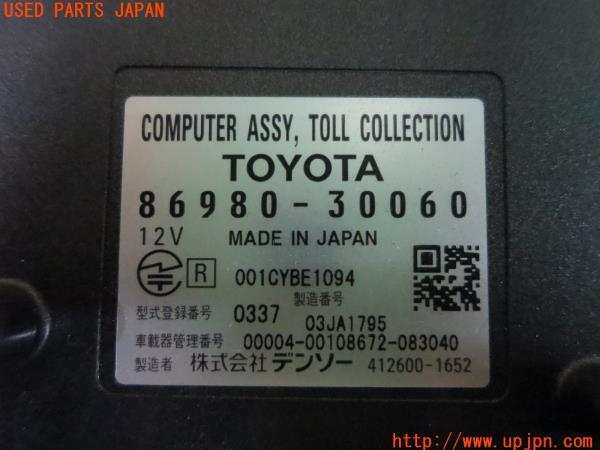 USED PARTS JAPAN
COMPUTER ASSY, TOLL COLLECTION
TOYOTA
86980-30060
12V MADE IN JAPAN
R 001CYBE1094
製造番号
型式登録番号 0337 03JA1795
車載器管理番号 00004-00108672-083040
製造者 株式会社デンソー 412600-1652
http://www.upjpn.com/